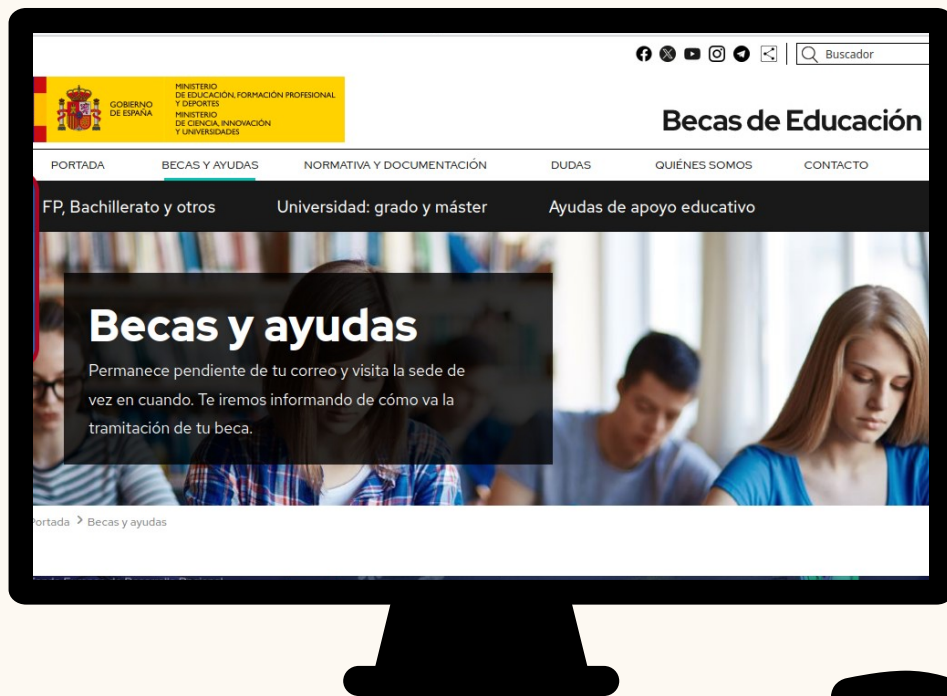 Buscador
GOBIERNO
DE ESPAÑA
MINISTERIO
DE EDUCACIÓN, FORMACIÓN PROFESIONAL
Y DEPORTES
MINISTERIO
DE CIENCIA, INNOVACIÓN
Y UNIVERSIDADES
Becas de Educación
PORTADA BECAS Y AYUDAS NORMATIVA Y DOCUMENTACIÓN DUDAS QUIÉNES SOMOS CONTACTO
FP, Bachillerato y otros Universidad: grado y máster Ayudas de apoyo educativo
Becas y ayudas
Permanece pendiente de tu correo y visita la sede de
vez en cuando. Te iremos informando de cómo va la
tramitación de tu beca.
Portada > Becas y ayudas